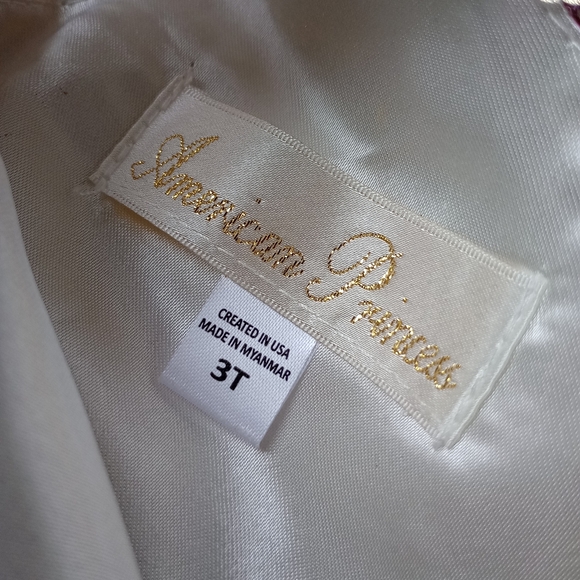 American Princess
CREATED IN USA
MADE IN MYANMAR
3T